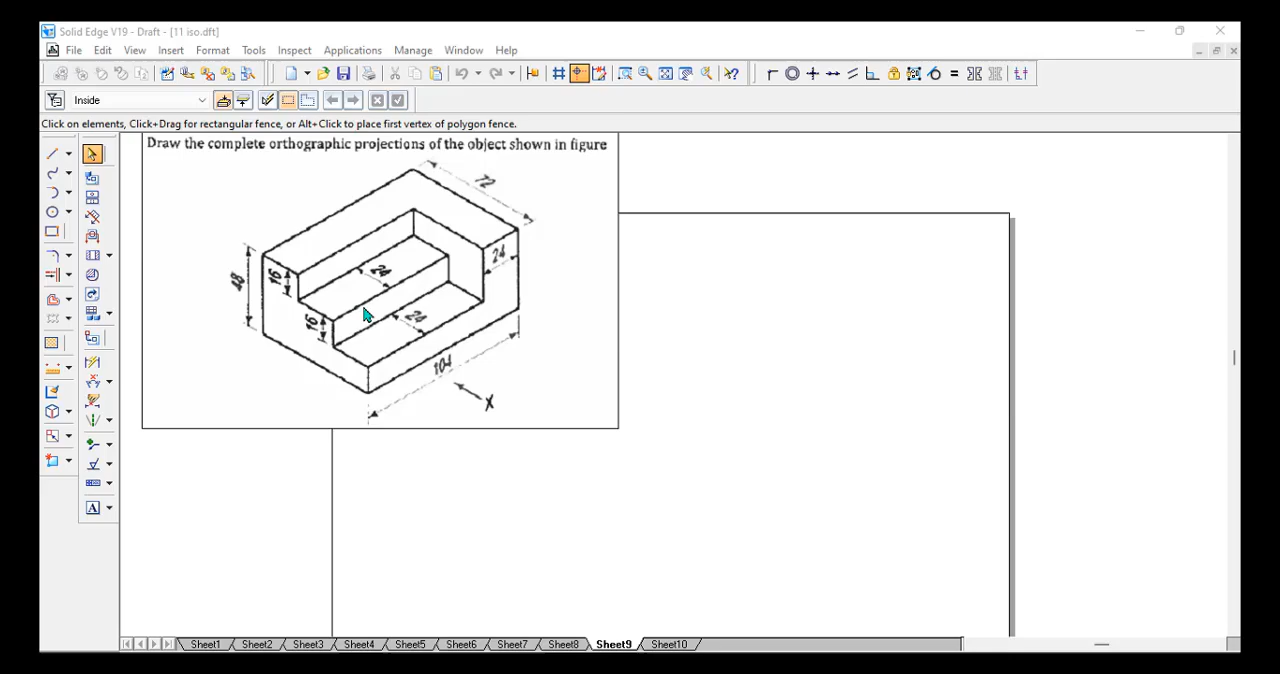 Solid Edge V19 - Draft - [11 iso.dft]
File Edit View Insert Format Tools Inspect Applications Manage Window Help
Inside
Click on elements, Click+Drag for rectangular fence, or Alt+Click to place first vertex of polygon fence.
Draw the complete orthographic projections of the object shown in figure
72
24
48
16
24
16
24
104
X
A
Sheet1 Sheet2 Sheet3 Sheet4 Sheet5 Sheet6 Sheet7 Sheet8 Sheet9 Sheet10